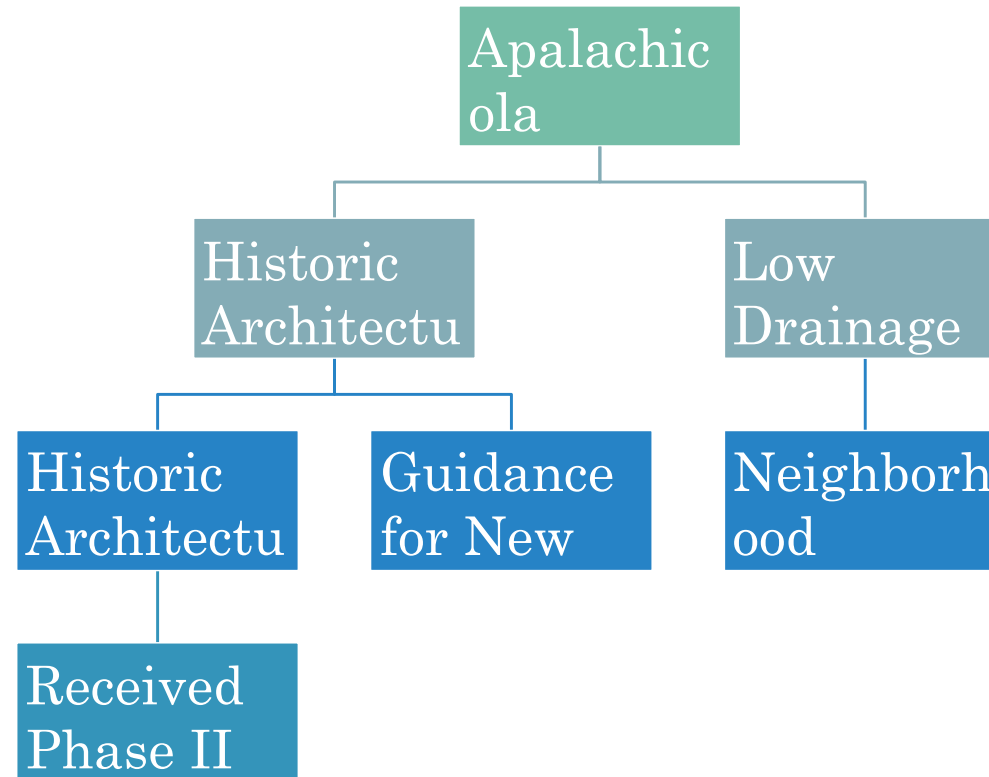 Apalachic
ola
Historic
Architectu
Low
Drainage
Historic
Architectu
Guidance
for New
Neighborh
ood
Received
Phase II